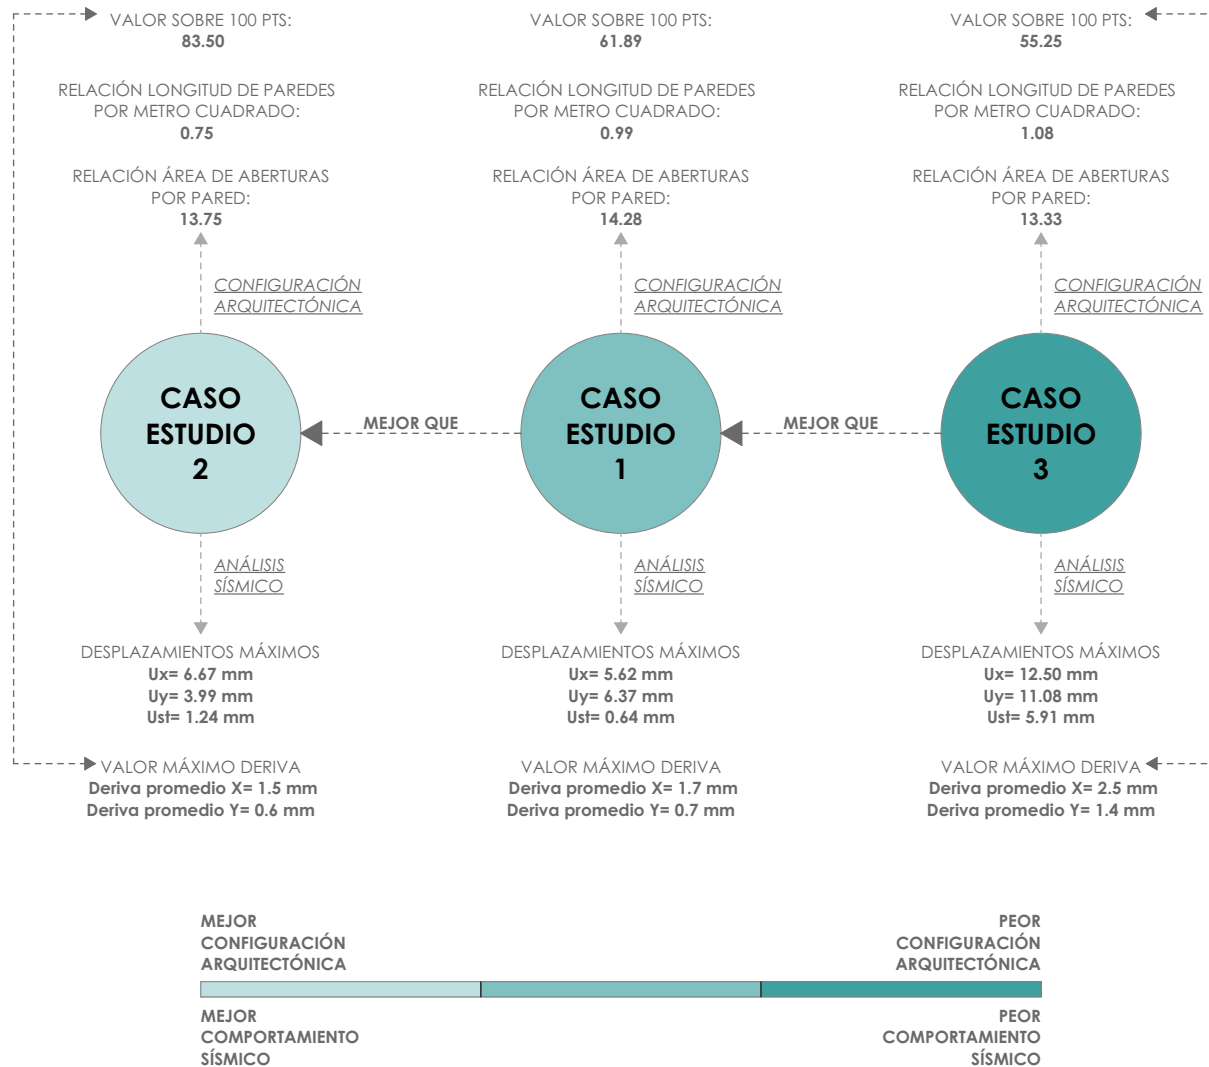 VALOR SOBRE 100 PTS:
83.50
RELACIÓN LONGITUD DE PAREDES
POR METRO CUADRADO:
0.75
RELACIÓN ÁREA DE ABERTURAS
POR PARED:
13.75
CONFIGURACIÓN
ARQUITECTÓNICA
CASO
ESTUDIO
2
ANÁLISIS
SÍSMICO
DESPLAZAMIENTOS MÁXIMOS
Ux= 6.67 mm
Uy= 3.99 mm
Ust= 1.24 mm
VALOR MÁXIMO DERIVA
Deriva promedio X= 1.5 mm
Deriva promedio Y= 0.6 mm
MEJOR QUE
VALOR SOBRE 100 PTS:
61.89
RELACIÓN LONGITUD DE PAREDES
POR METRO CUADRADO:
0.99
RELACIÓN ÁREA DE ABERTURAS
POR PARED:
14.28
CONFIGURACIÓN
ARQUITECTÓNICA
CASO
ESTUDIO
1
ANÁLISIS
SÍSMICO
DESPLAZAMIENTOS MÁXIMOS
Ux= 5.62 mm
Uy= 6.37 mm
Ust= 0.64 mm
VALOR MÁXIMO DERIVA
Deriva promedio X= 1.7 mm
Deriva promedio Y= 0.7 mm
MEJOR QUE
VALOR SOBRE 100 PTS:
55.25
RELACIÓN LONGITUD DE PAREDES
POR METRO CUADRADO:
1.08
RELACIÓN ÁREA DE ABERTURAS
POR PARED:
13.33
CONFIGURACIÓN
ARQUITECTÓNICA
CASO
ESTUDIO
3
ANÁLISIS
SÍSMICO
DESPLAZAMIENTOS MÁXIMOS
Ux= 12.50 mm
Uy= 11.08 mm
Ust= 5.91 mm
VALOR MÁXIMO DERIVA
Deriva promedio X= 2.5 mm
Deriva promedio Y= 1.4 mm
MEJOR
CONFIGURACIÓN
ARQUITECTÓNICA
PEOR
CONFIGURACIÓN
ARQUITECTÓNICA
MEJOR
COMPORTAMIENTO
SÍSMICO
PEOR
COMPORTAMIENTO
SÍSMICO